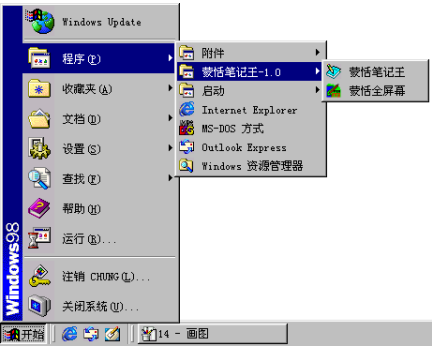 Windows Update
程序(P)
收藏夹(A)
文档(D)
设置(S)
查找(F)
帮助(H)
运行(R)...
注销 CHUNG(L)...
关闭系统(U)...
Windows98
附件
蒙恬笔记王-1.0
启动
Internet Explorer
MS-DOS 方式
Outlook Express
Windows 资源管理器
蒙恬笔记王
蒙恬全屏幕
开始
14 - 画图